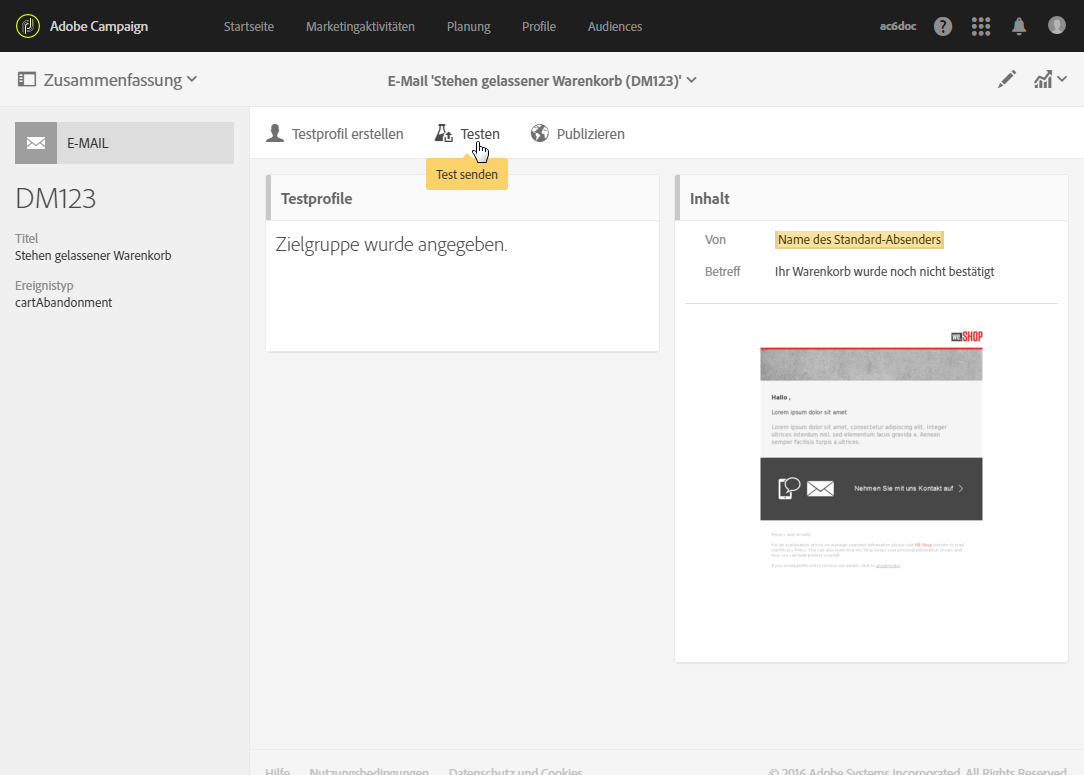 Adobe Campaign
Startseite
Marketingaktivitäten
Planung
Profile
Audiences
ac6doc
?
Zusammenfassung
E-Mail 'Stehen gelassener Warenkorb (DM123)'
E-MAIL
DM123
Titel
Stehen gelassener Warenkorb
Ereignistyp
cartAbandonment
Testprofil erstellen
Testen
Publizieren
Test senden
Testprofile
Zielgruppe wurde angegeben.
Inhalt
Von
Name des Standard-Absenders
Betreff
Ihr Warenkorb wurde noch nicht bestätigt
WE.SHOP
Hallo ,
Lorem ipsum dolor sit amet
Lorem ipsum dolor sit amet, consectetur adipiscing elit. Integer
ultrices interdum nisl, sed elementum lacus gravida a. Aenean
semper facilisis turpis a ultrices.
Nehmen Sie mit uns Kontakt auf
Privacy and security
Hilfe
Nutzungsbedingungen
Datenschutz und Cookies
© 2016 Adobe Systems Incorporated. All Rights Reserved.